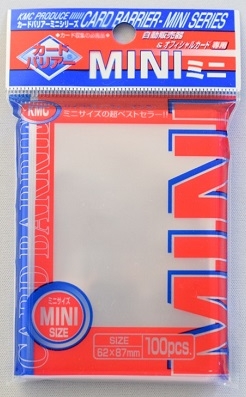 KMC PRODUCE CARD BARRIER・MINI SERIES
カードバリアーミニシリーズ
カードバリアー
自動販売器
&オフィシャルカード専用
MINI ミニ
KMC
ミニサイズの超ベストセラー!!
MINI
CARD BARRIER
ミニサイズ
MINI
SIZE
SIZE
62×87mm
100pcs.